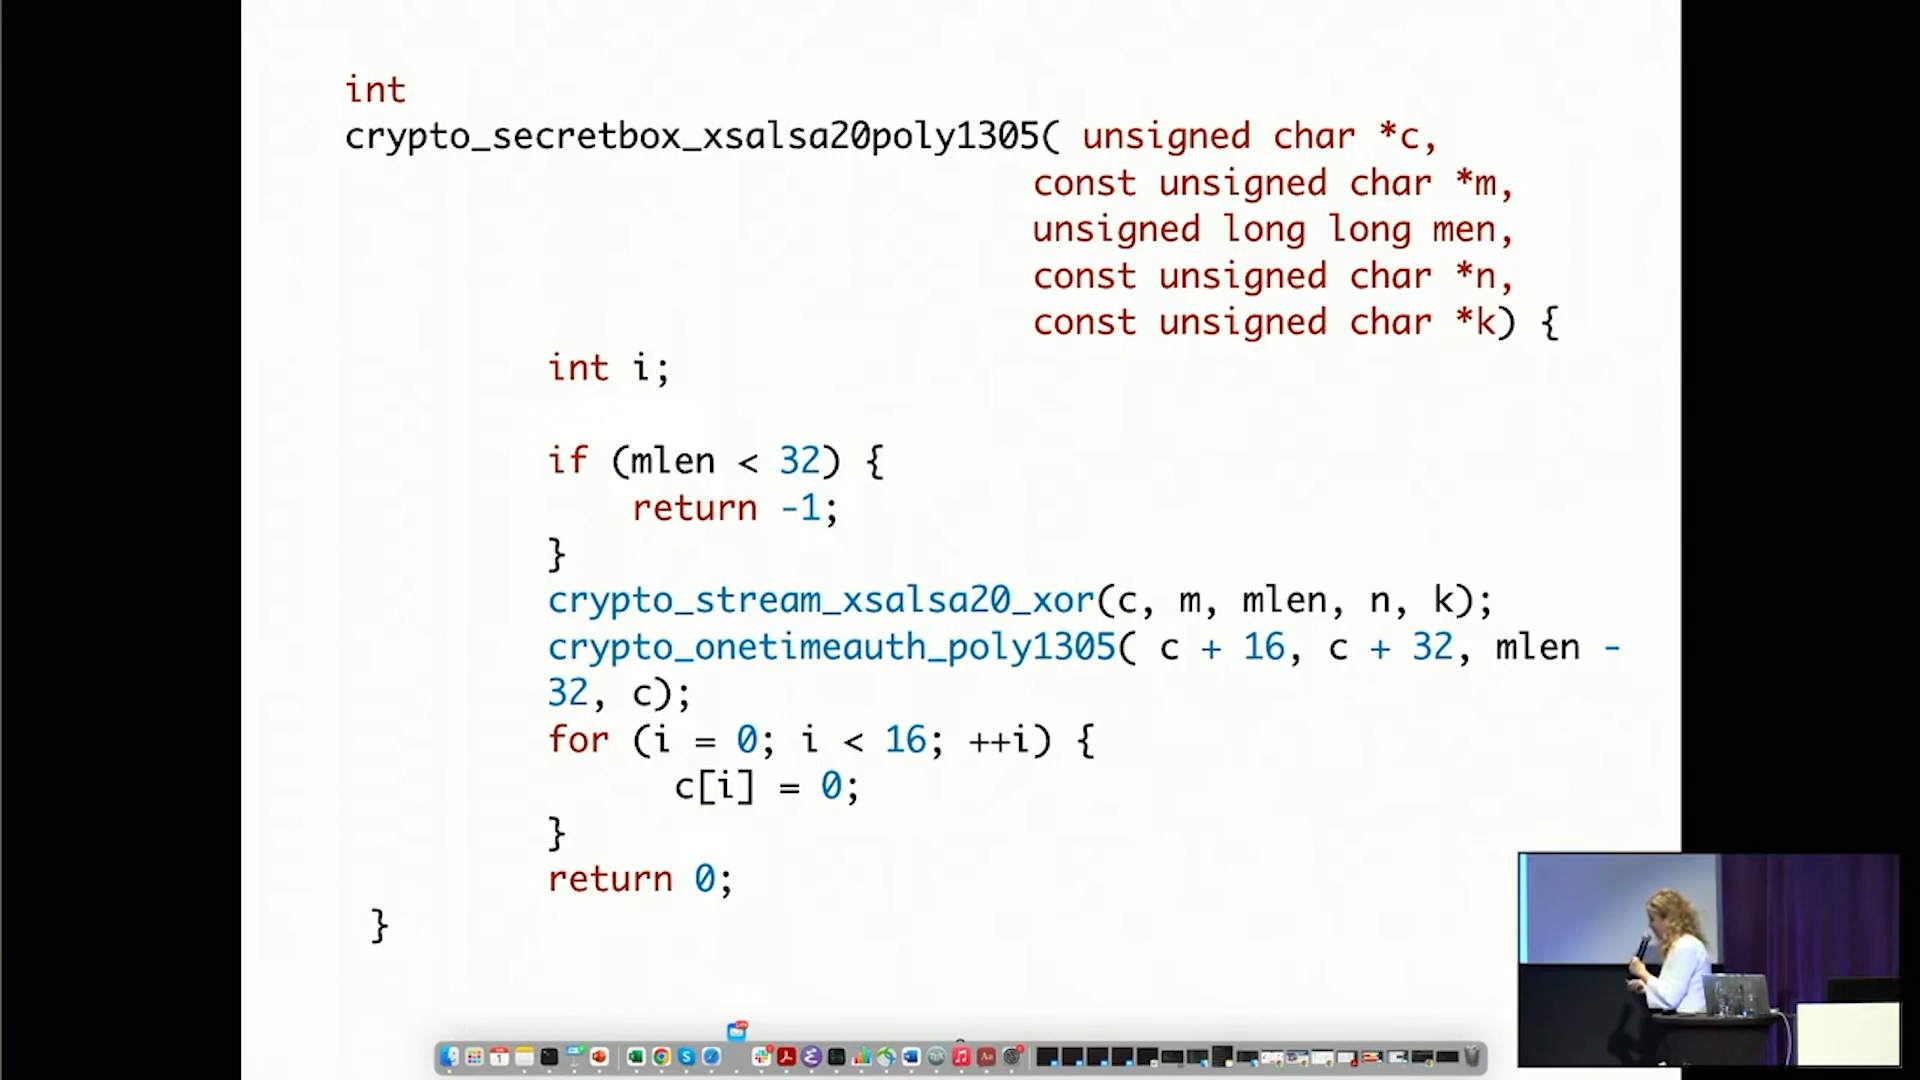 int
crypto_secretbox_xsalsa20poly1305( unsigned char *c,
const unsigned char *m,
unsigned long long men,
const unsigned char *n,
const unsigned char *k) {
int i;
if (mlen < 32) {
return -1;
}
crypto_stream_xsalsa20_xor(c, m, mlen, n, k);
crypto_onetimeauth_poly1305( c + 16, c + 32, mlen -
32, c);
for (i = 0; i < 16; ++i) {
c[i] = 0;
}
return 0;
}